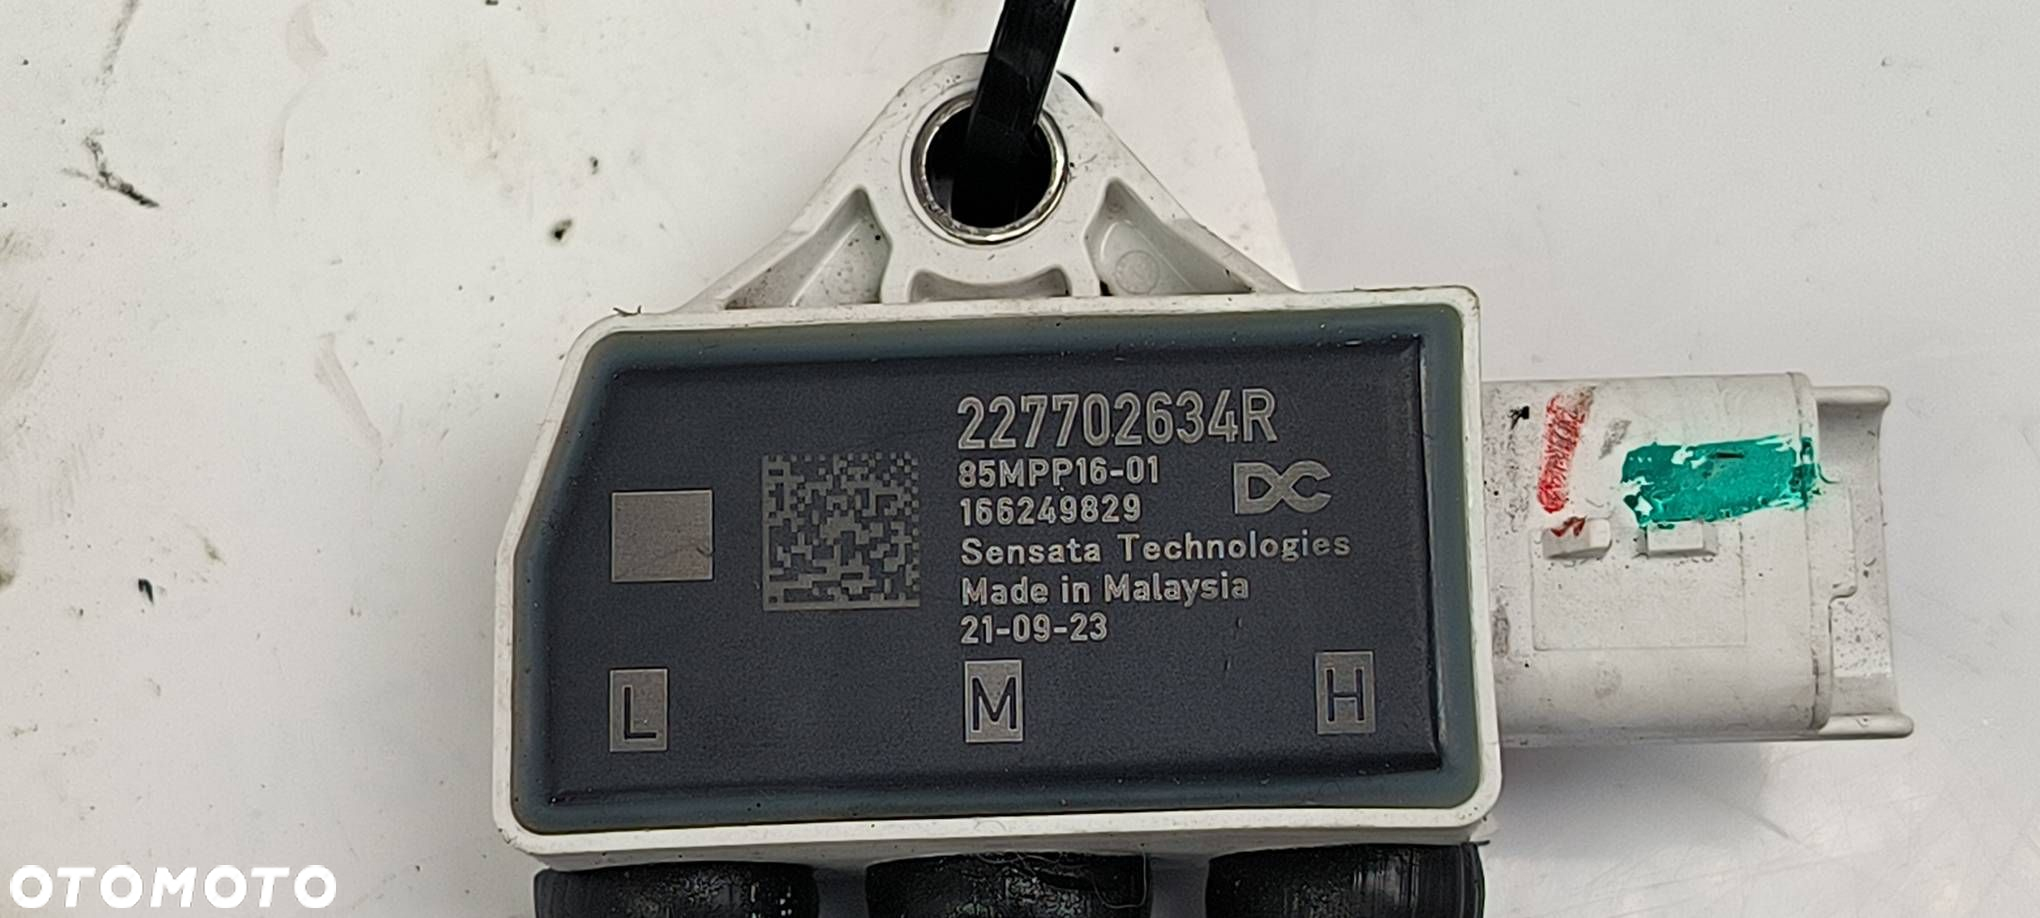 227702634R
85MPP16-01
DC
166249829
Sensata Technologies
Made in Malaysia
21-09-23
L M H
OTOMOTO